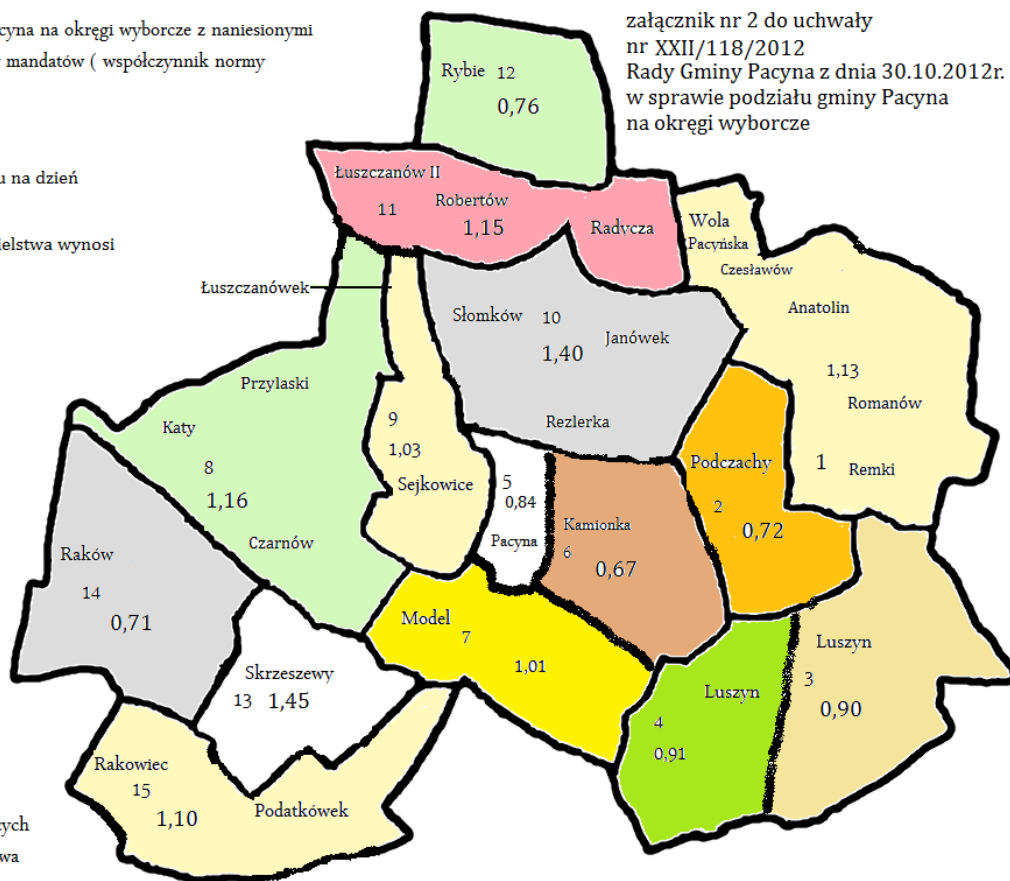 cyna na okręgi wyborcze z naniesionymi
mandatów ( współczynnik normy
załącznik nr 2 do uchwały
nr XXII/118/2012
Rady Gminy Pacyna z dnia 30.10.2012r.
w sprawie podziału gminy Pacyna
na okręgi wyborcze
u na dzień
ielstwa wynosi
Rybie 12
0,76
Łuszczanów II
Robertów
11
1,15
Radycza
Wola
Pacyńska
Czesławów
Anatolin
1,13
Romanów
1
Remki
Łuszczanówek
Słomków 10
Janówek
1,40
Rezlerka
Przylaski
Katy
8
1,16
Czarnów
9
1,03
Sejkowice
5
0,84
Pacyna
Kamionka
6
0,67
Podczachy
2
0,72
Raków
14
0,71
Model
7
1,01
Skrzeszewy
13 1,45
Luszyn
4
0,91
Luszyn
3
0,90
Rakowiec
15
1,10
Podatkówek
ych
wa